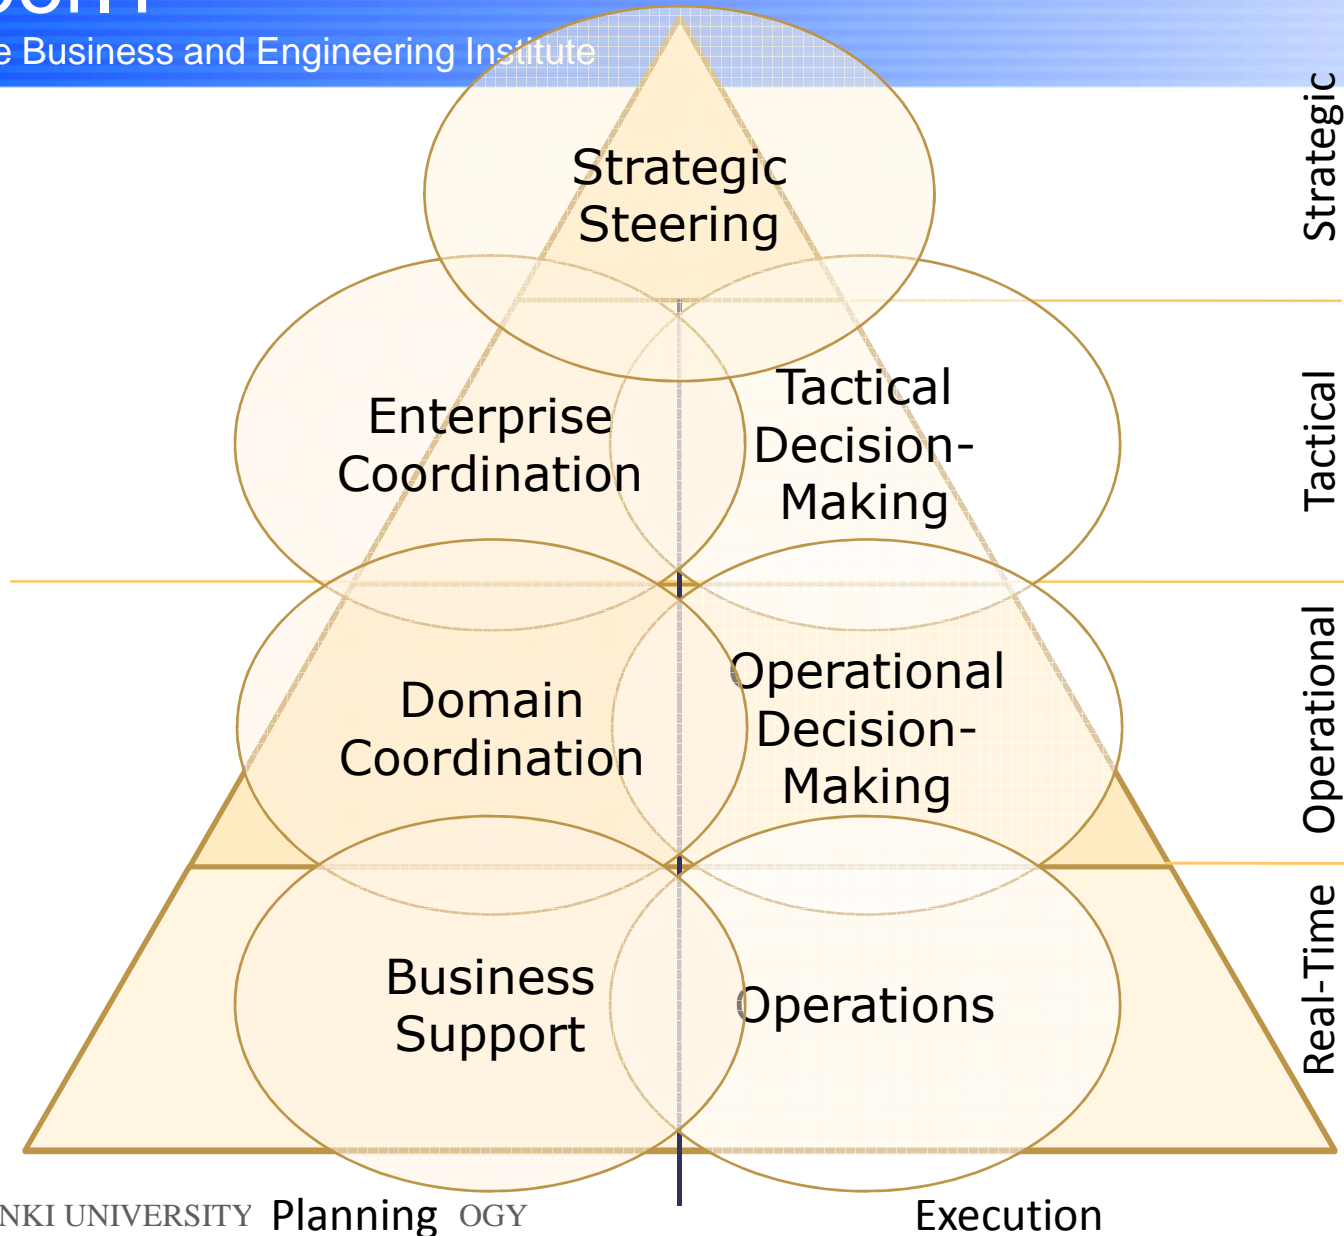 e Business and Engineering Institute
Strategic
Strategic
Steering
Tactical
Enterprise
Coordination
Tactical
Decision-
Making
Operational
Domain
Coordination
Operational
Decision-
Making
Real-Time
Business
Support
Operations
NKI UNIVERSITY Planning OGY
Execution